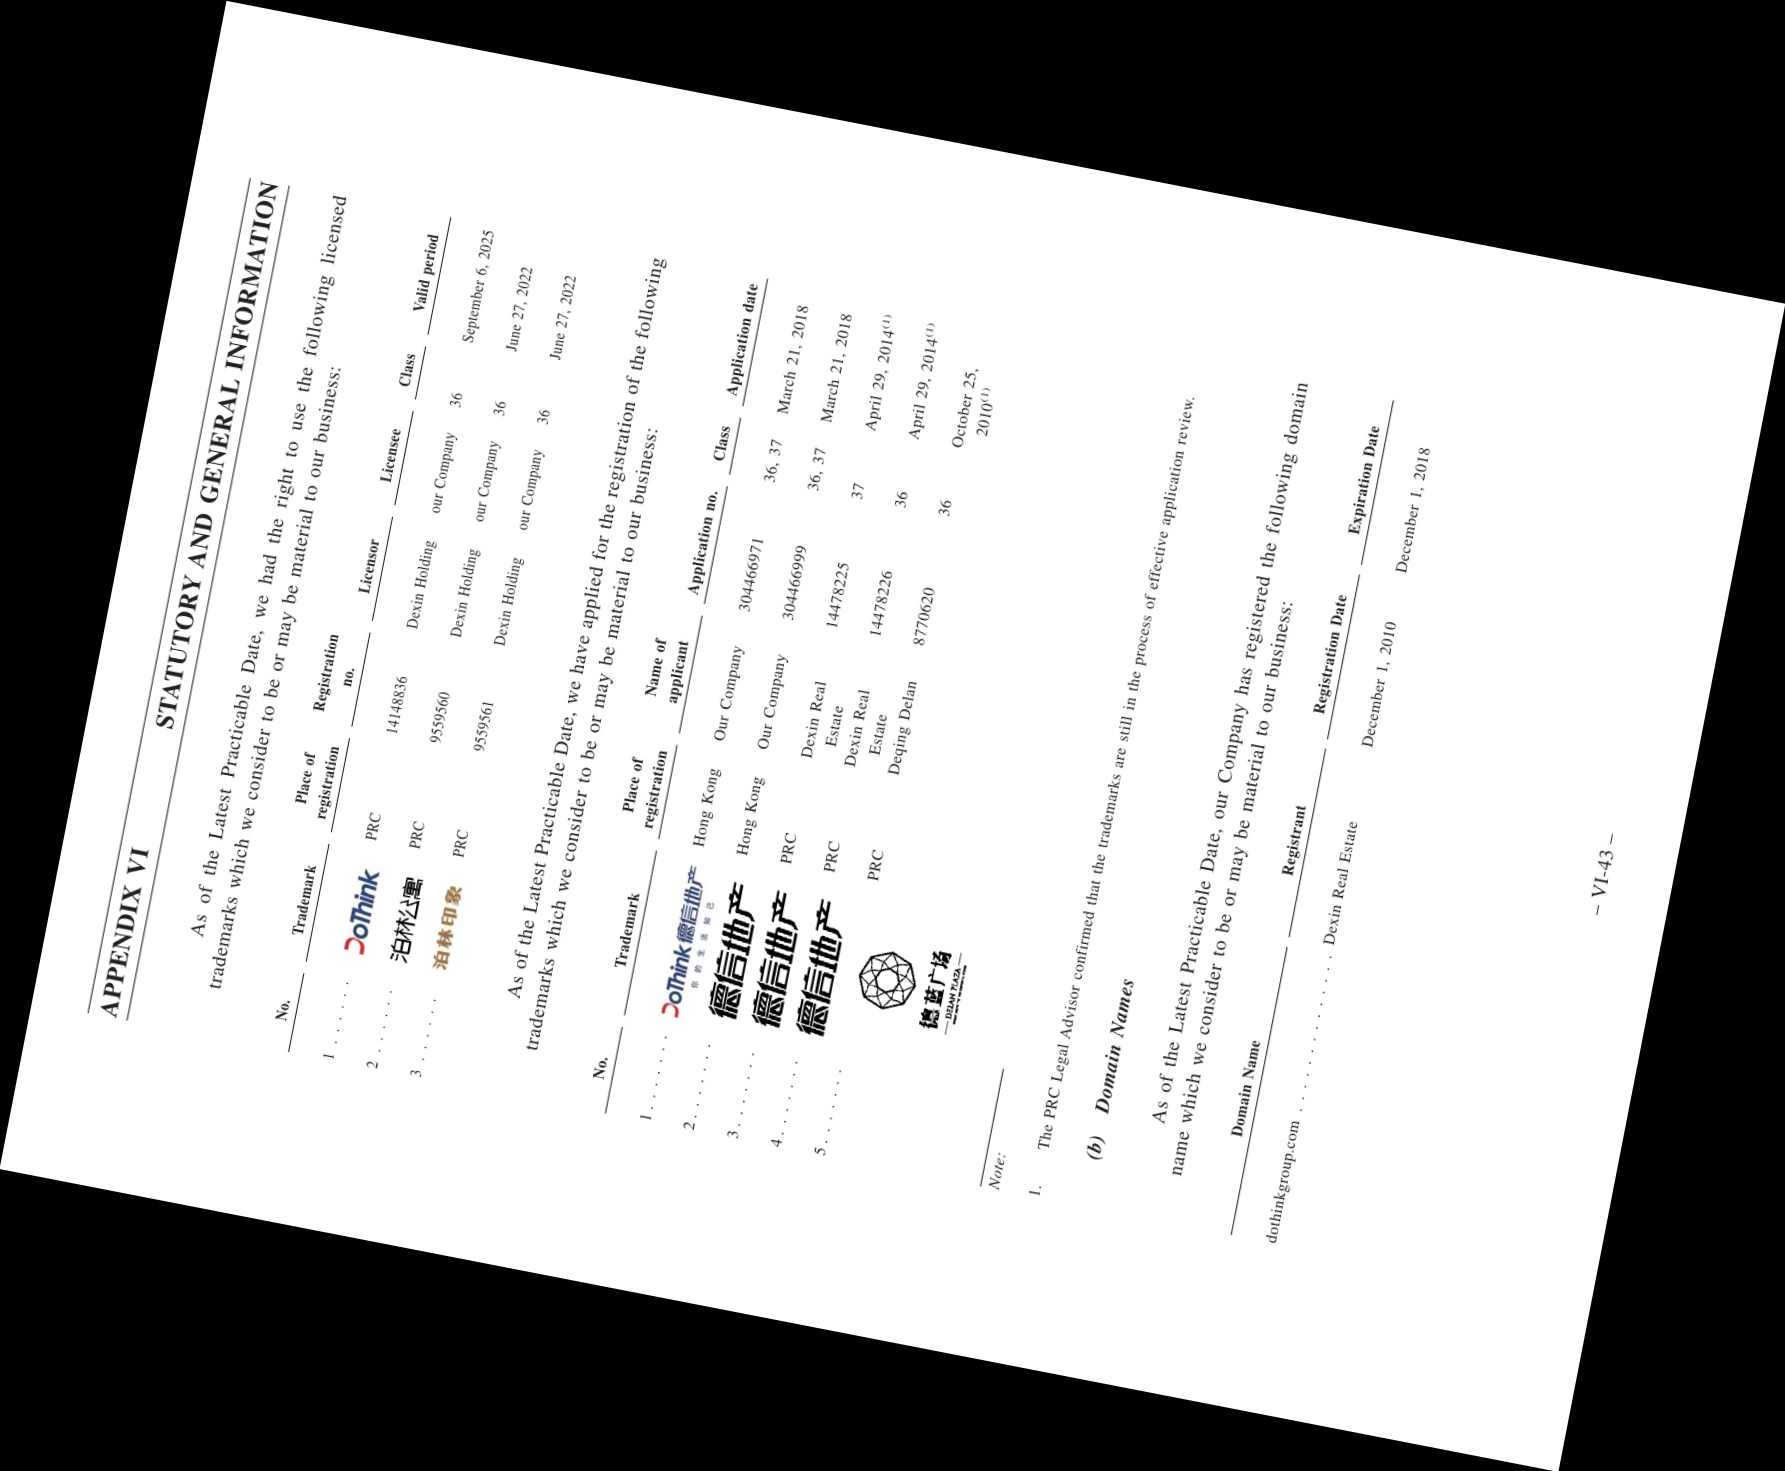 APPENDIX VI STATUTORY AND GENERAL INFORMATION
As of the Latest Practicable Date, we had the right to use the following licensed
trademarks which we consider to be or may be material to our business:
No. Trademark Place of registration Registration no. Licensor Licensee Class Valid period
1 . . . . . . . DoThink PRC 14148836 Dexin Holding our Company 36 September 6, 2025
2 . . . . . . . 泊林公寓 PRC 9559560 Dexin Holding our Company 36 June 27, 2022
3 . . . . . . . 泊林印象 PRC 9559561 Dexin Holding our Company 36 June 27, 2022
As of the Latest Practicable Date, we have applied for the registration of the following
trademarks which we consider to be or may be material to our business:
No. Trademark Place of registration Name of applicant Application no. Class Application date
1 . . . . . . . DoThink德信地产 你的生活知己 Hong Kong Our Company 304466971 36, 37 March 21, 2018
2 . . . . . . . 德信地产 Hong Kong Our Company 304466999 36, 37 March 21, 2018
3 . . . . . . . 德信地产 PRC Dexin Real Estate 14478225 37 April 29, 2014(1)
4 . . . . . . . 德信地产 PRC Dexin Real Estate 14478226 36 April 29, 2014(1)
5 . . . . . . . 德蓝广场 DELAN PLAZA PRC Deqing Delan 8770620 36 October 25, 2010(1)
Note:
1. The PRC Legal Advisor confirmed that the trademarks are still in the process of effective application review.
(b) Domain Names
As of the Latest Practicable Date, our Company has registered the following domain
name which we consider to be or may be material to our business:
Domain Name Registrant Registration Date Expiration Date
dothinkgroup.com . . . . . . . . . . . . . . . . Dexin Real Estate December 1, 2010 December 1, 2018
– VI-43 –